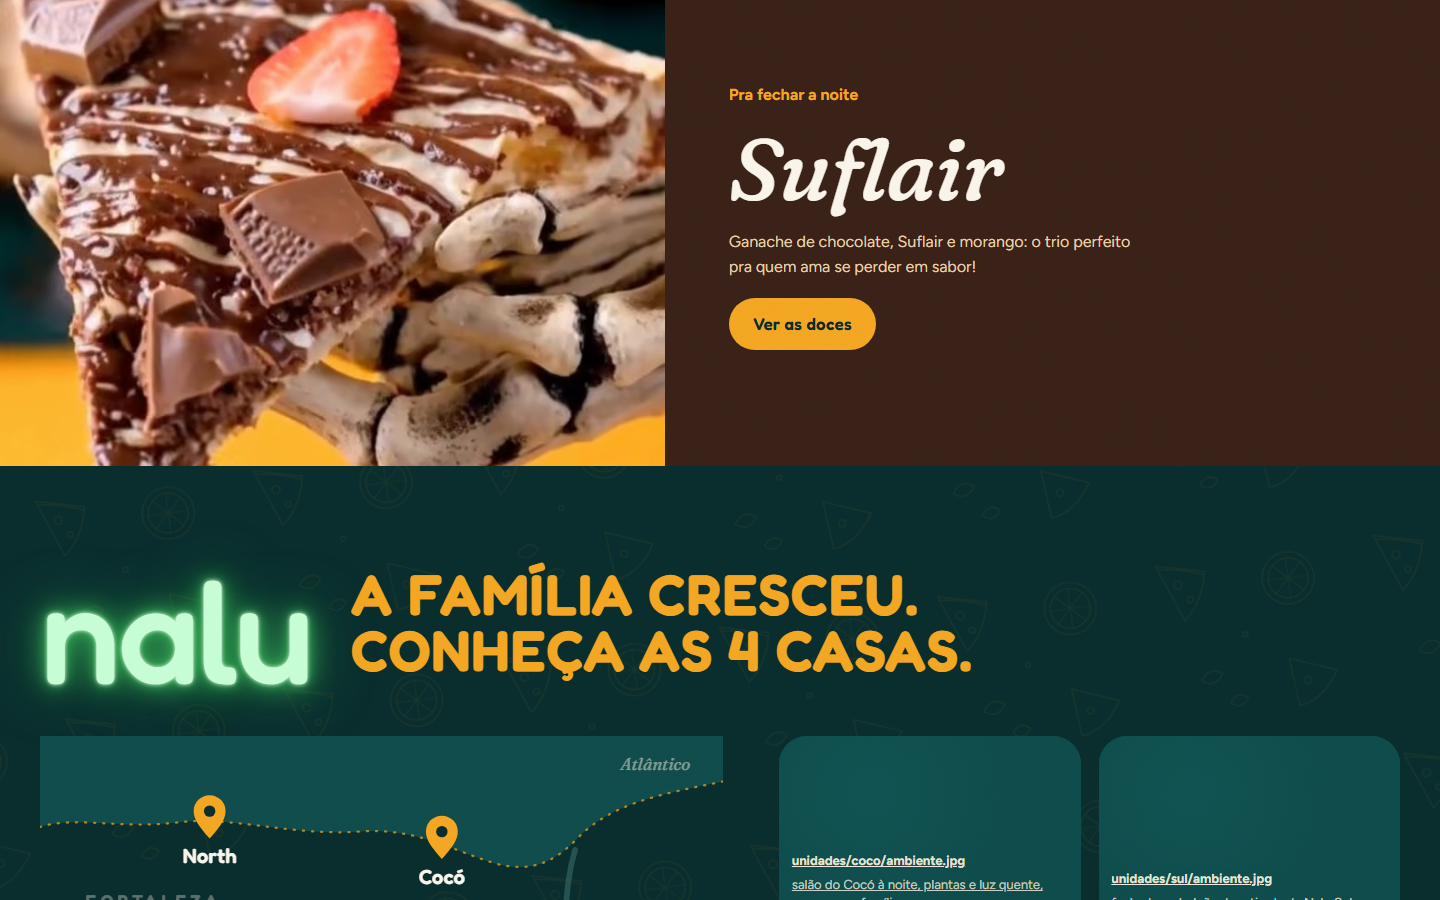 Pra fechar a noite
Suflair
Ganache de chocolate, Suflair e morango: o trio perfeito
pra quem ama se perder em sabor!
Ver as doces
nalu
A FAMÍLIA CRESCEU.
CONHEÇA AS 4 CASAS.
Atlântico
North
Cocó
FORTALEZA
unidades/coco/ambiente.jpg
salão do Cocó à noite, plantas e luz quente,
unidades/sul/ambiente.jpg